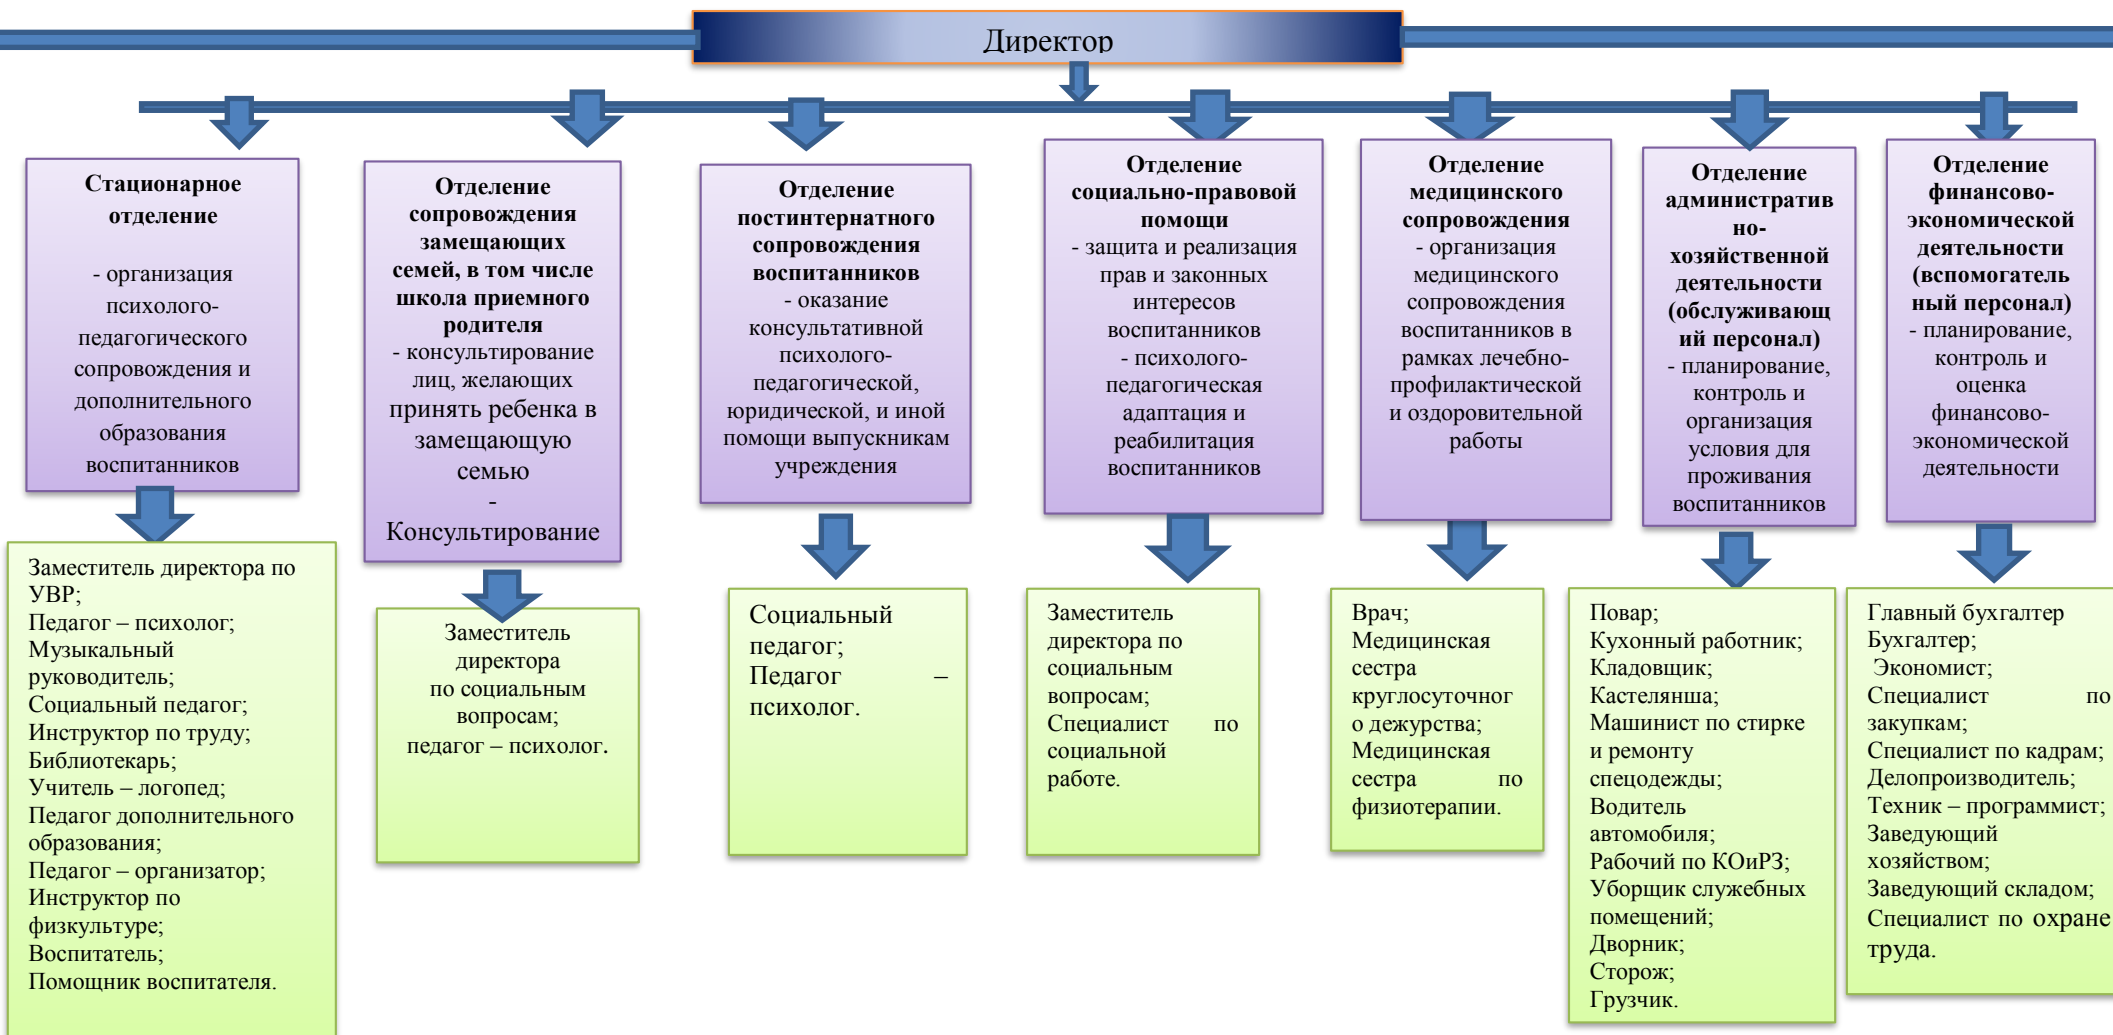 Директор
Стационарное
отделение
- организация
психолого-
педагогического
сопровождения и
дополнительного
образования
воспитанников
Отделение
сопровождения
замещающих
семей, в том числе
школа приемного
родителя
- консультирование
лиц, желающих
принять ребенка в
замещающую
семью
-
Консультирование
Отделение
постинтернатного
сопровождения
воспитанников
- оказание
консультативной
психолого-
педагогической,
юридической, и иной
помощи выпускникам
учреждения
Отделение
социально-правовой
помощи
- защита и реализация
прав и законных
интересов
воспитанников
- психолого-
педагогическая
адаптация и
реабилитация
воспитанников
Отделение
медицинского
сопровождения
- организация
медицинского
сопровождения
воспитанников в
рамках лечебно-
профилактической
и оздоровительной
работы
Отделение
административ
но-
хозяйственной
деятельности
(обслуживающ
ий персонал)
- планирование,
контроль и
организация
условия для
проживания
воспитанников
Отделение
финансово-
экономической
деятельности
(вспомогатель
ный персонал)
- планирование,
контроль и
оценка
финансово-
экономической
деятельности
Заместитель директора по
УВР;
Педагог – психолог;
Музыкальный
руководитель;
Социальный педагог;
Инструктор по труду;
Библиотекарь;
Учитель – логопед;
Педагог дополнительного
образования;
Педагог – организатор;
Инструктор по
физкультуре;
Воспитатель;
Помощник воспитателя.
Заместитель
директора
по социальным
вопросам;
педагог – психолог.
Социальный
педагог;
Педагог –
психолог.
Заместитель
директора по
социальным
вопросам;
Специалист по
социальной
работе.
Врач;
Медицинская
сестра
круглосуточног
о дежурства;
Медицинская
сестра по
физиотерапии.
Повар;
Кухонный работник;
Кладовщик;
Кастелянша;
Машинист по стирке
и ремонту
спецодежды;
Водитель
автомобиля;
Рабочий по КОиРЗ;
Уборщик служебных
помещений;
Дворник;
Сторож;
Грузчик.
Главный бухгалтер
Бухгалтер;
Экономист;
Специалист по
закупкам;
Специалист по кадрам;
Делопроизводитель;
Техник – программист;
Заведующий
хозяйством;
Заведующий складом;
Специалист по охране
труда.